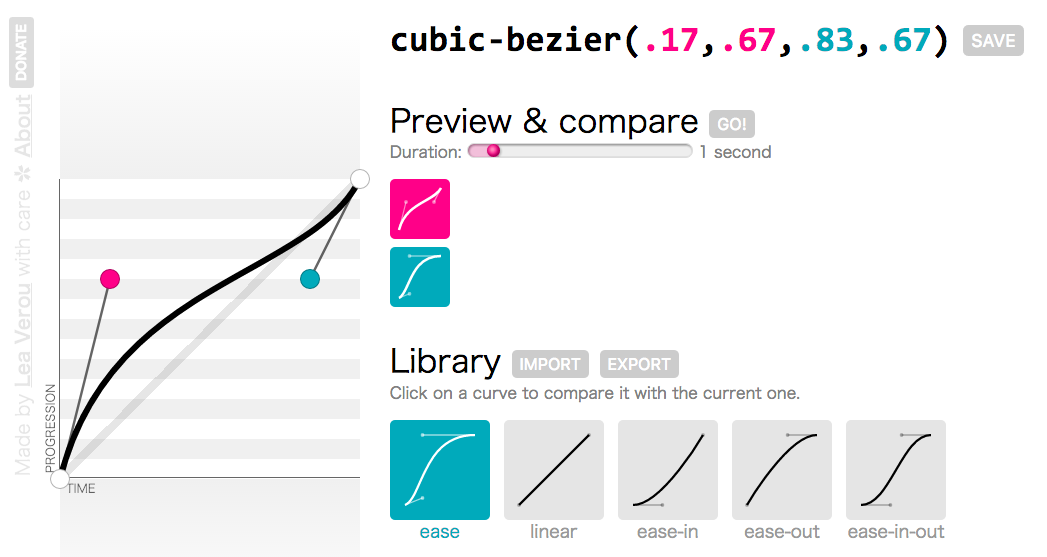 DONATE
Made by Lea Verou with care ✲ About
cubic-bezier(.17,.67,.83,.67)
SAVE
Preview & compare
GO!
Duration:
1 second
PROGRESSION
TIME
Library
IMPORT
EXPORT
Click on a curve to compare it with the current one.
ease
linear
ease-in
ease-out
ease-in-out